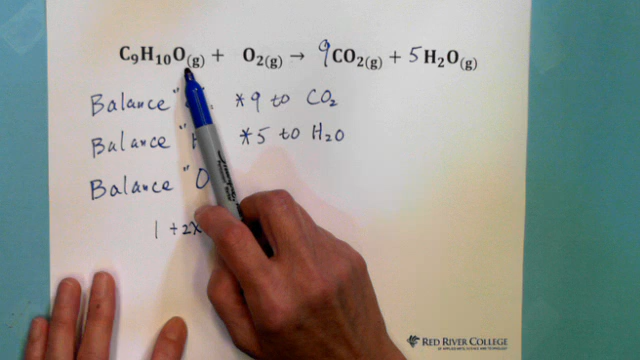 C₉H₁₀O(g) + O₂(g) → 9CO₂(g) + 5H₂O(g)
Balance " *9 to CO₂
Balance " *5 to H₂O
Balance "O
1 + 2x
RED RIVER COLLEGE